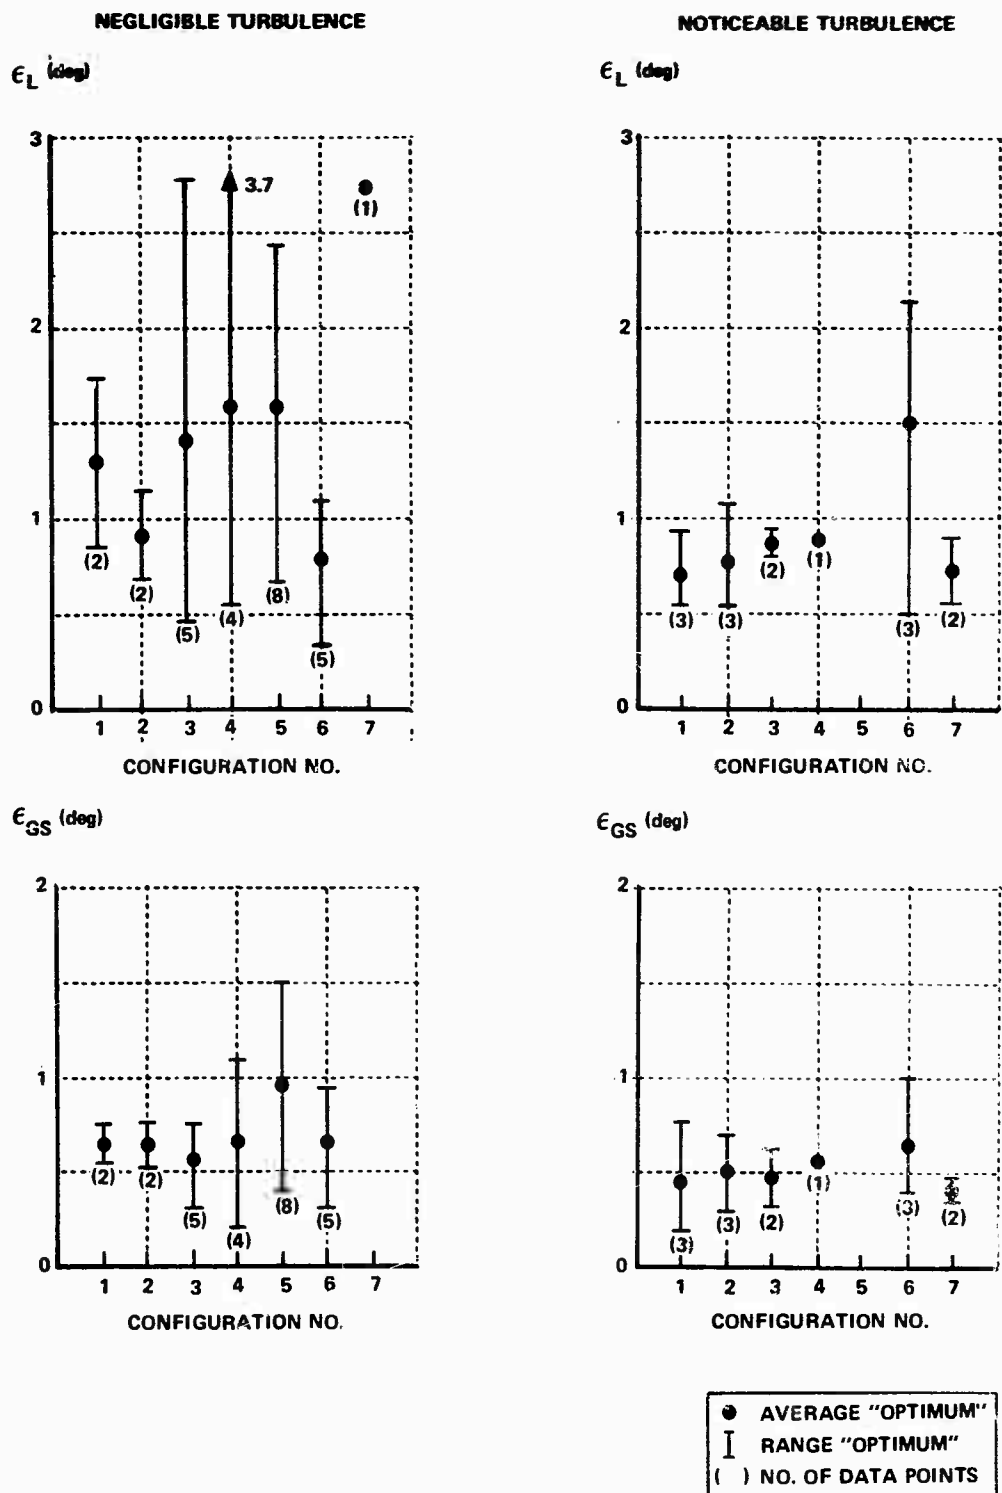 NEGLIGIBLE TURBULENCE
ϵL (deg)
3
2
1
0
3.7
(1)
(2)
(2)
(5)
(4)
(8)
(5)
1 2 3 4 5 6 7
CONFIGURATION NO.
NOTICEABLE TURBULENCE
ϵL (deg)
3
2
1
0
(3)
(3)
(2)
(1)
(3)
(2)
1 2 3 4 5 6 7
CONFIGURATION NO.
ϵGS (deg)
2
1
0
(2)
(2)
(5)
(4)
(8)
(5)
1 2 3 4 5 6 7
CONFIGURATION NO.
ϵGS (deg)
2
1
0
(3)
(3)
(2)
(1)
(3)
(2)
1 2 3 4 5 6 7
CONFIGURATION NO.
AVERAGE "OPTIMUM"
RANGE "OPTIMUM"
( ) NO. OF DATA POINTS